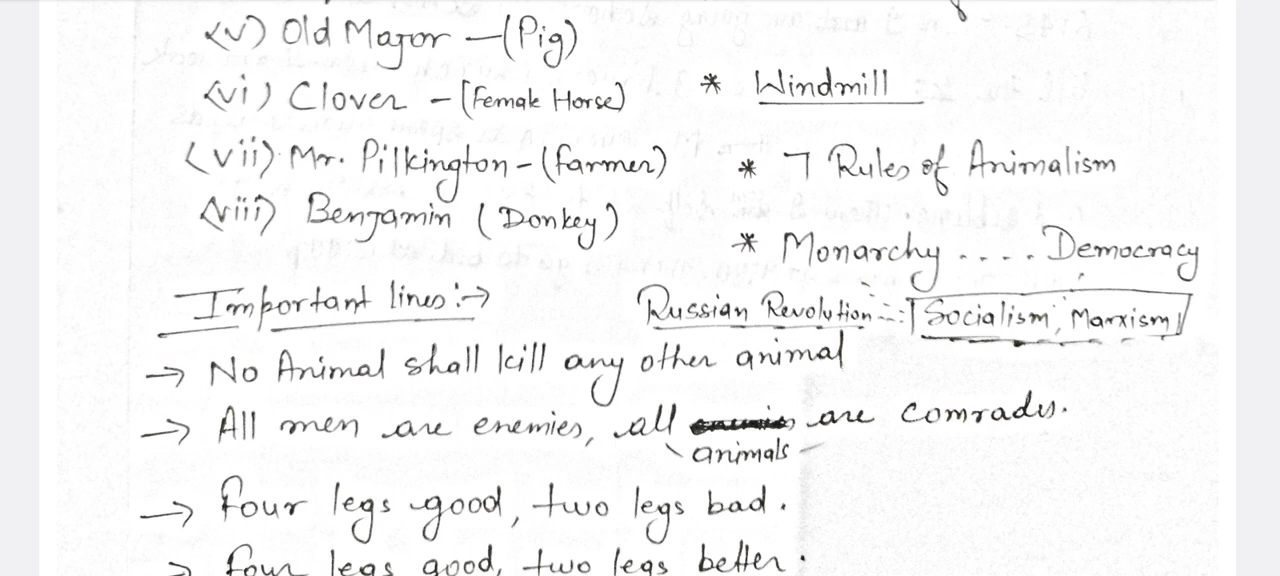 (v) Old Major - (Pig)
(vi) Clover - (Female Horse)
* Windmill
(vii) Mr. Pilkington - (farmer)
* 7 Rules of Animalism
(viii) Benjamin (Donkey)
* Monarchy .... Democracy
Important lines :→
Russian Revolution ---: [Socialism, Marxism]
→ No Animal shall kill any other animal
→ All men are enemies, all animals are comrades.
→ four legs good, two legs bad.
→ four legs good, two legs better.